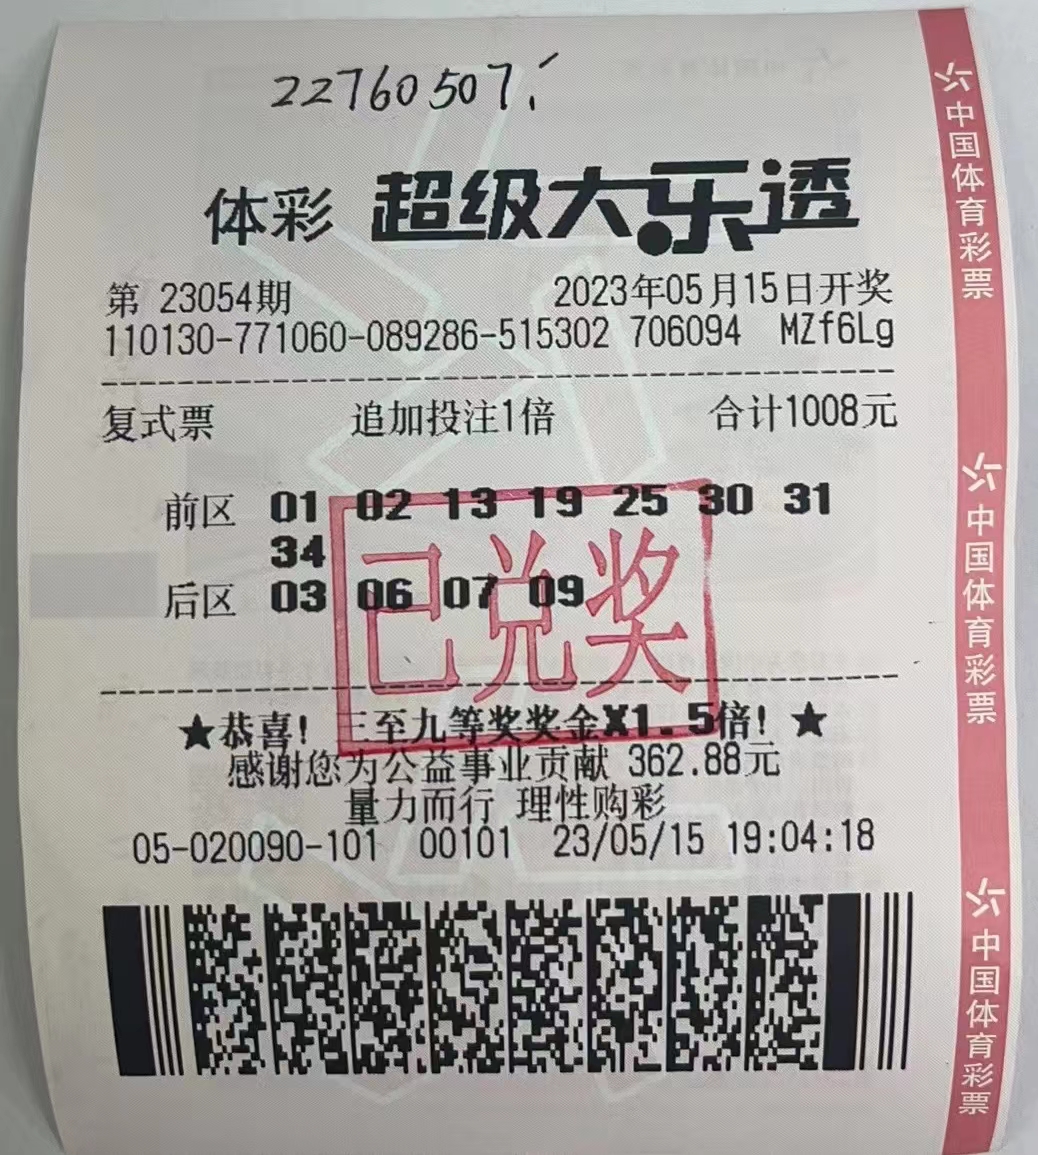 22760507.
体彩 超级大乐透
第 23054期 2023年05月15日开奖
110130-771060-089286-515302 706094 MZf6Lg
复式票 追加投注1倍 合计1008元
前区 01 02 13 19 25 30 31
34
后区 03 06 07 09
已兑奖
★恭喜！三至九等奖奖金X1.5倍！★
感谢您为公益事业贡献 362.88元
量力而行 理性购彩
05-020090-101 00101 23/05/15 19:04:18
中国体育彩票
中国体育彩票
中国体育彩票